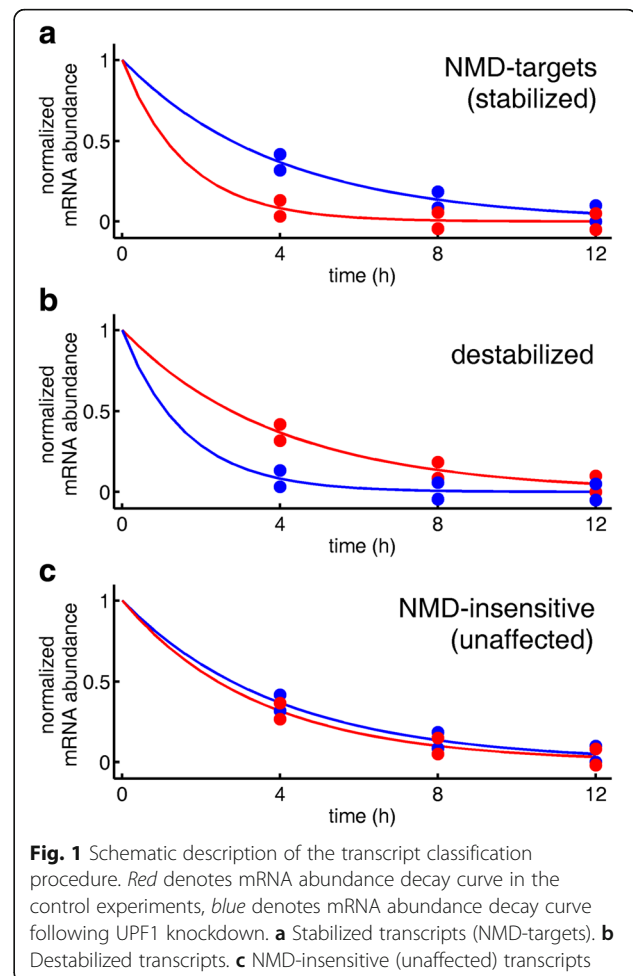 a
NMD-targets
(stabilized)
normalized
mRNA abundance
1
0.5
0
0
4
8
12
time (h)
b
destabilized
normalized
mRNA abundance
1
0.5
0
0
4
8
12
time (h)
c
NMD-insensitive
(unaffected)
normalized
mRNA abundance
1
0.5
0
0
4
8
12
time (h)
Fig. 1 Schematic description of the transcript classification
procedure. Red denotes mRNA abundance decay curve in the
control experiments, blue denotes mRNA abundance decay curve
following UPF1 knockdown. a Stabilized transcripts (NMD-targets). b
Destabilized transcripts. c NMD-insensitive (unaffected) transcripts